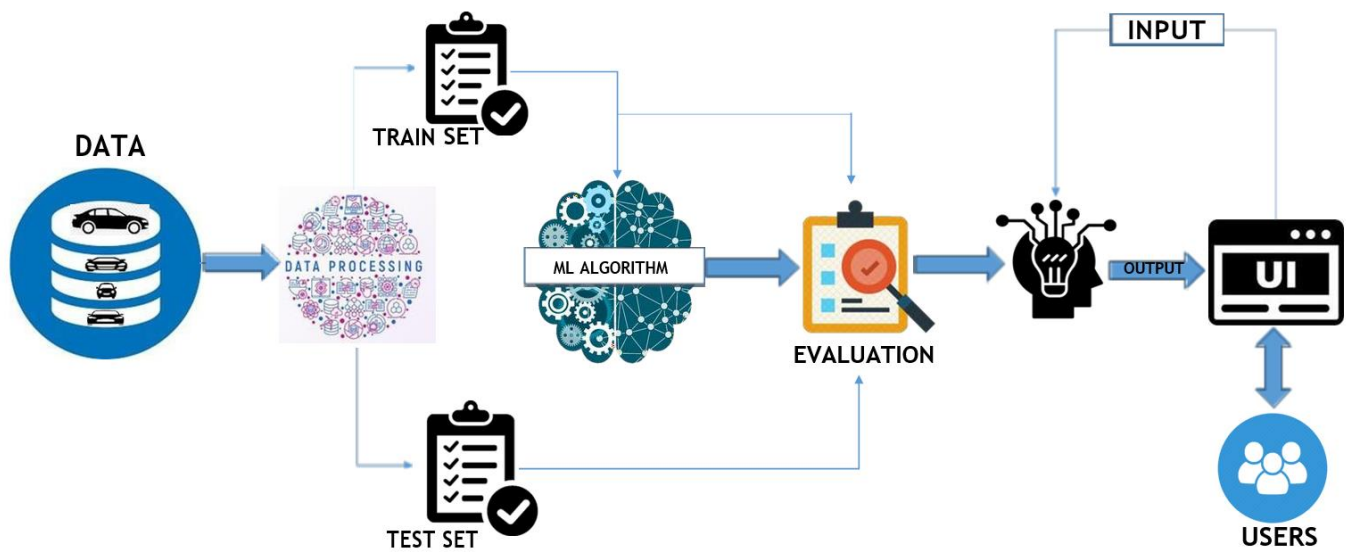 INPUT
TRAIN SET
DATA
DATA PROCESSING
ML ALGORITHM
OUTPUT
UI
EVALUATION
TEST SET
USERS